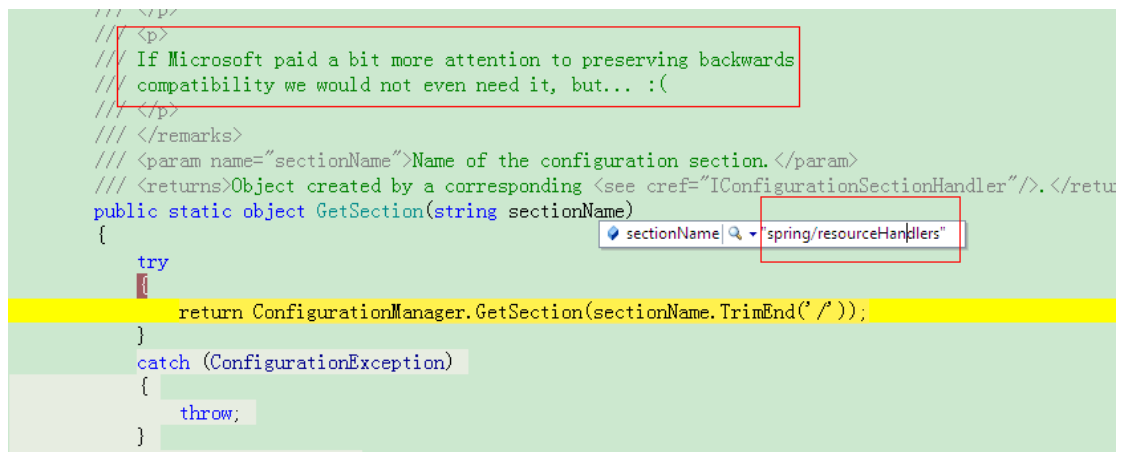 /// </p>
/// <p>
/// If Microsoft paid a bit more attention to preserving backwards
/// compatibility we would not even need it, but... :(
/// </p>
/// </remarks>
/// <param name="sectionName">Name of the configuration section.</param>
/// <returns>Object created by a corresponding <see cref="IConfigurationSectionHandler"/>.</retu
public static object GetSection(string sectionName)
{
sectionName "spring/resourceHandlers"
try
{
return ConfigurationManager.GetSection(sectionName.TrimEnd('/'));
}
catch (ConfigurationException)
{
throw;
}